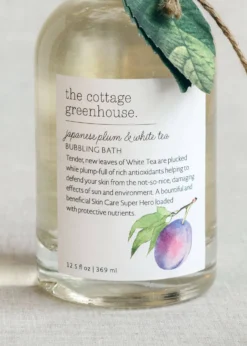 the cottage
greenhouse.
japanese plum & white tea
BUBBLING BATH
Tender, new leaves of White Tea are plucked
while plump-full of rich antioxidants helping to
defend your skin from the not-so-nice, damaging
effects of sun and environment. A bountiful and
beneficial Skin Care Super Hero loaded
with protective nutrients.
12.5 fl oz | 369 ml